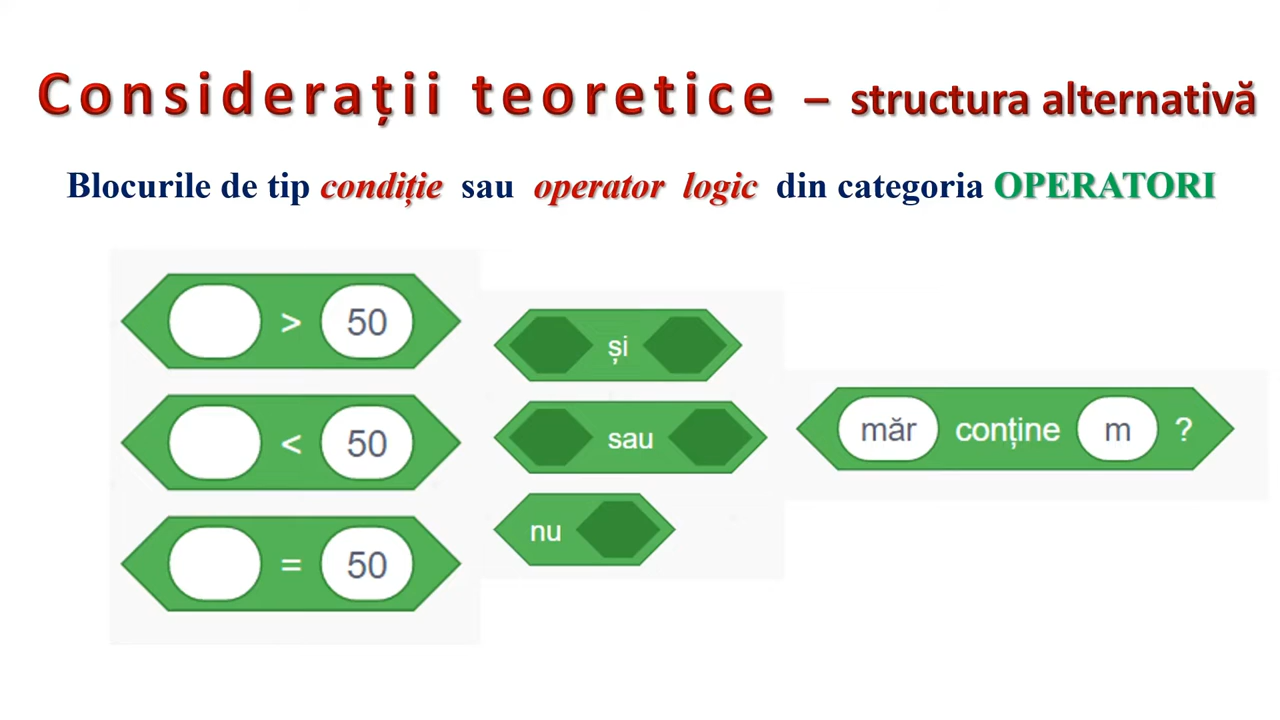 Considerații teoretice – structura alternativă
Blocurile de tip condiție sau operator logic din categoria OPERATORI
> 50
< 50
= 50
și
sau
nu
măr conține m ?